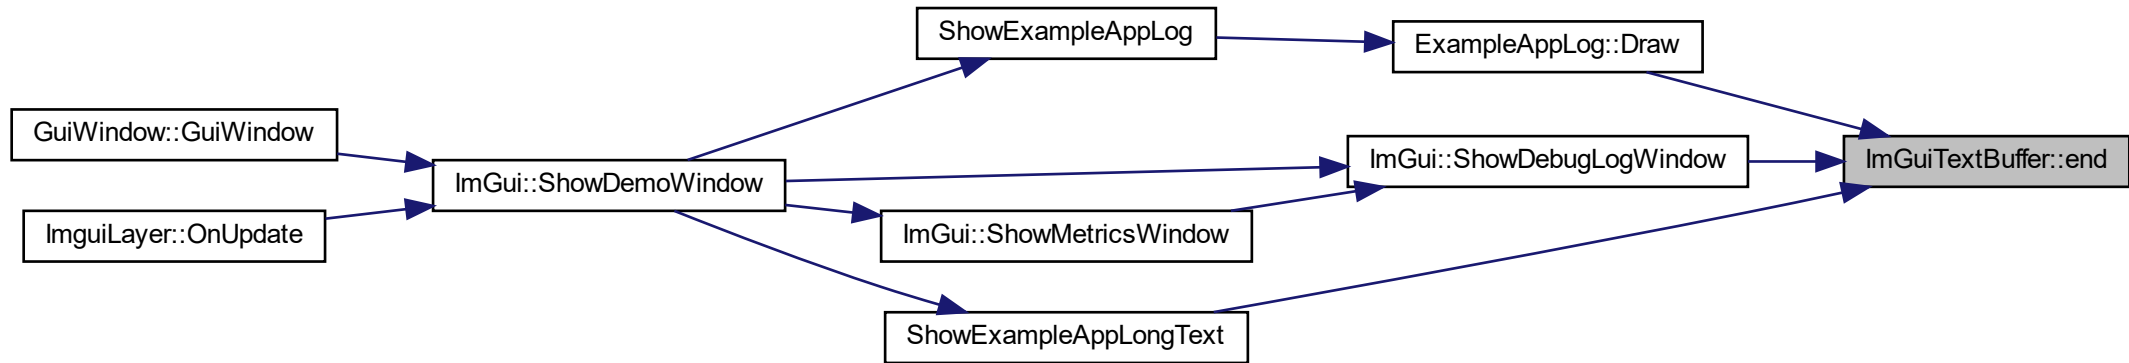 ShowExampleAppLog
ExampleAppLog::Draw
GuiWindow::GuiWindow
ImGui::ShowDemoWindow
ImGui::ShowDebugLogWindow
ImGuiTextBuffer::end
ImguiLayer::OnUpdate
ImGui::ShowMetricsWindow
ShowExampleAppLongText